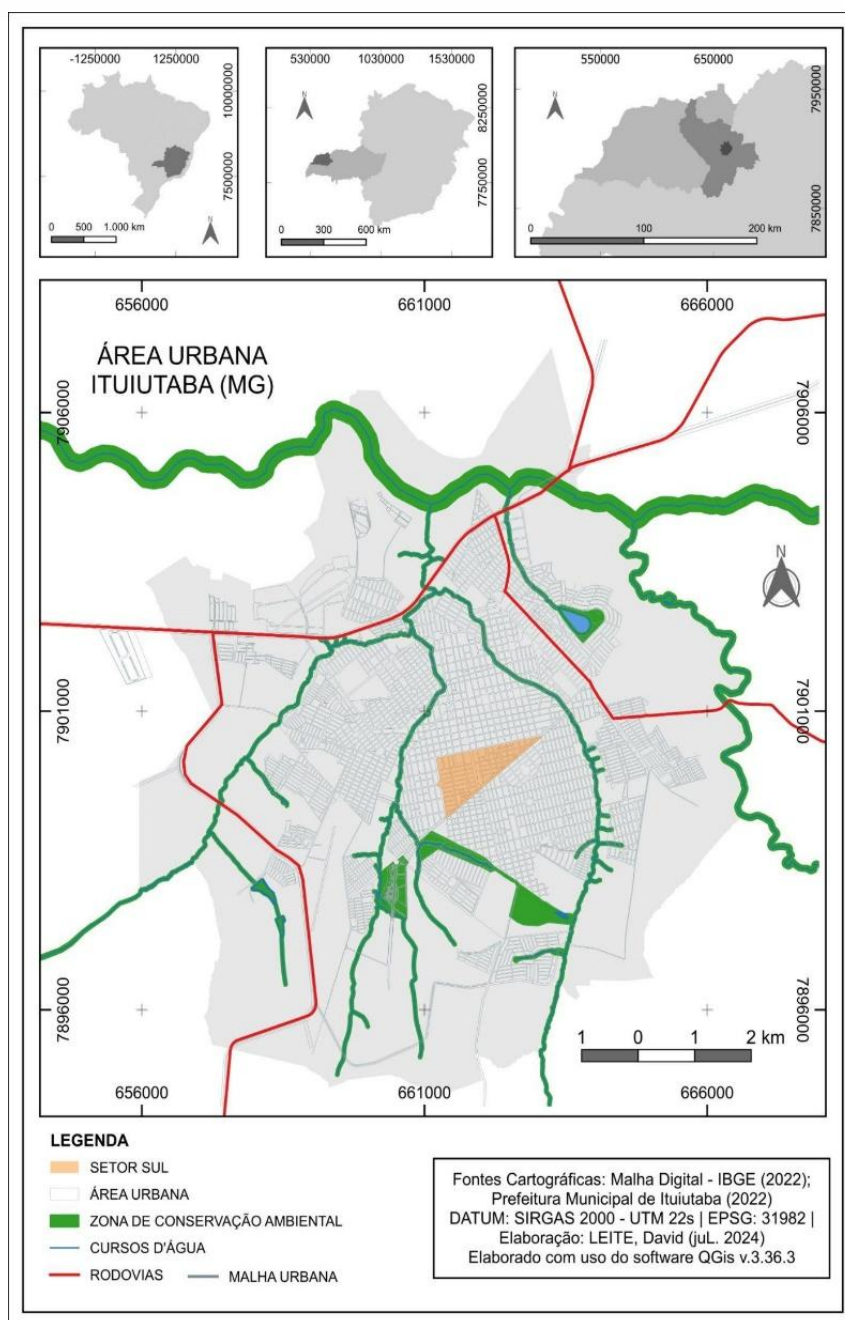 -1250000 1250000
10000000
7500000
N
0 500 1.000 km
530000 1030000 1530000
N
8250000
7750000
0 300 600 km
550000 650000
N
7950000
7850000
0 100 200 km
656000 661000 666000
ÁREA URBANA
ITUIUTABA (MG)
7906000 7906000
N
7901000 7901000
7896000 7896000
1 0 1 2 km
656000 661000 666000
LEGENDA
SETOR SUL
ÁREA URBANA
ZONA DE CONSERVAÇÃO AMBIENTAL
CURSOS D'ÁGUA
RODOVIAS MALHA URBANA
Fontes Cartográficas: Malha Digital - IBGE (2022);
Prefeitura Municipal de Ituiutaba (2022)
DATUM: SIRGAS 2000 - UTM 22s | EPSG: 31982 |
Elaboração: LEITE, David (juL. 2024)
Elaborado com uso do software QGis v.3.36.3